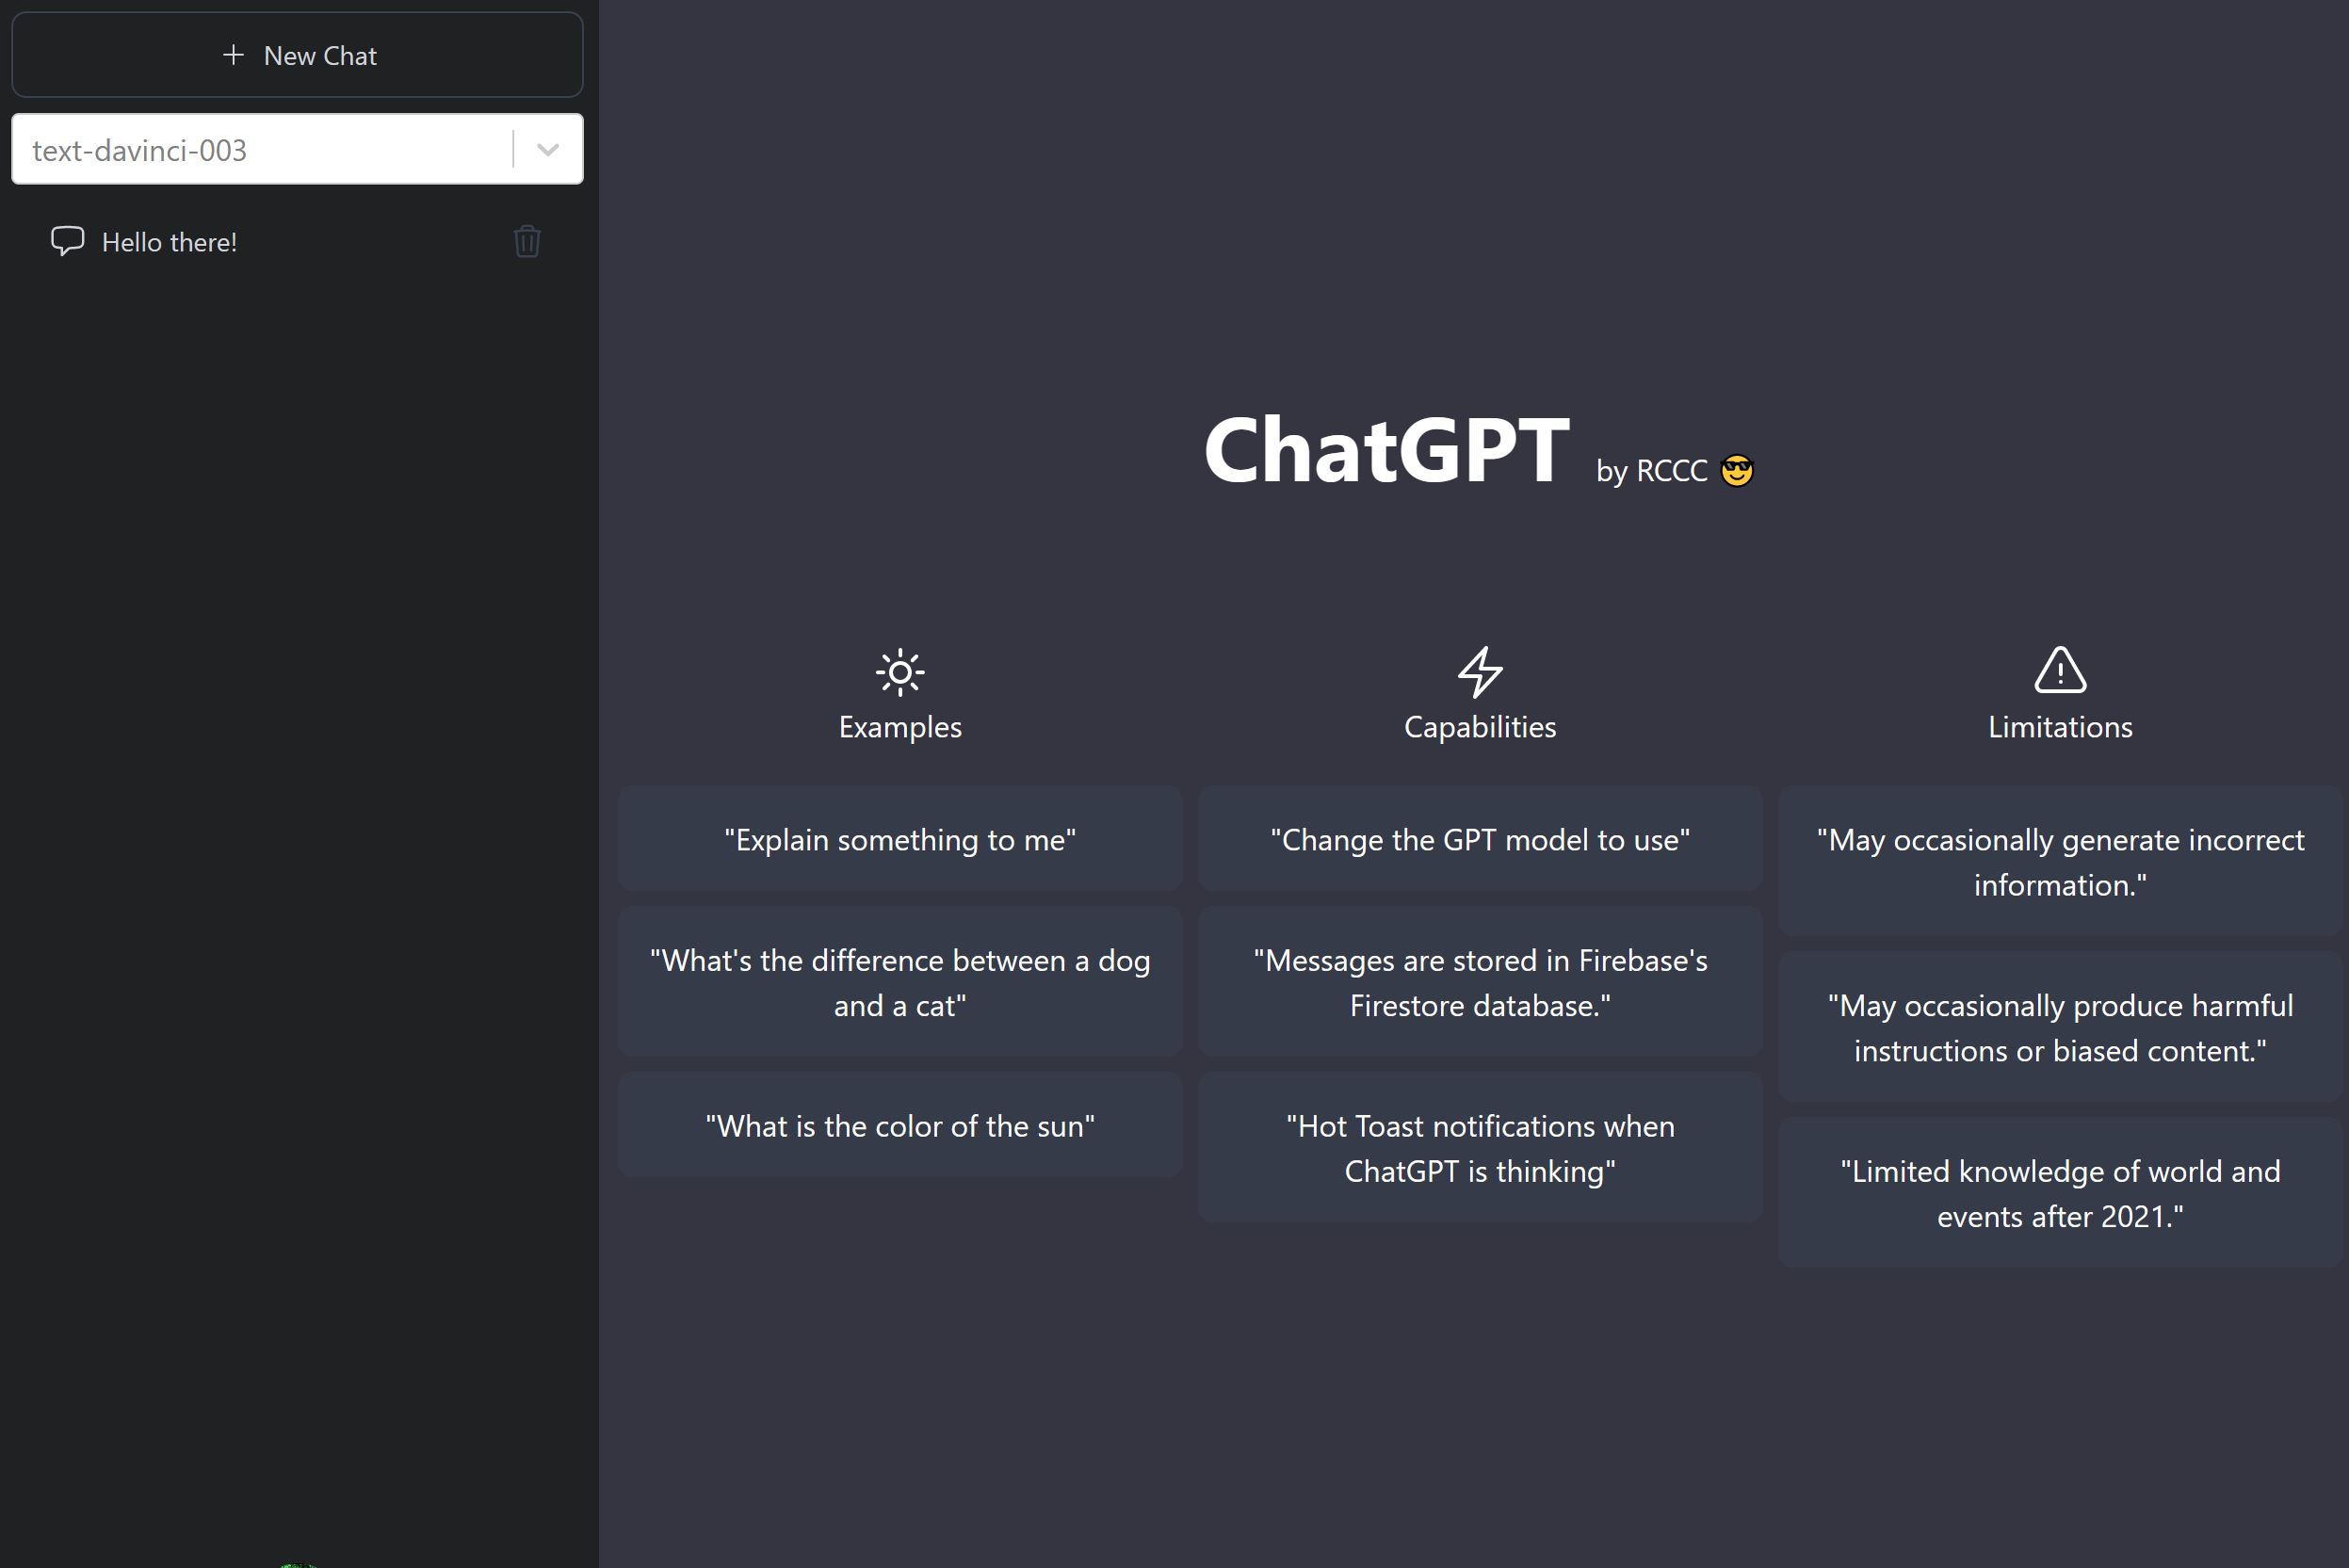 New Chat
text-davinci-003
Hello there!
ChatGPT by RCCC
Examples
"Explain something to me"
"What's the difference between a dog
and a cat"
"What is the color of the sun"
Capabilities
"Change the GPT model to use"
"Messages are stored in Firebase's
Firestore database."
"Hot Toast notifications when
ChatGPT is thinking"
Limitations
"May occasionally generate incorrect
information."
"May occasionally produce harmful
instructions or biased content."
"Limited knowledge of world and
events after 2021."